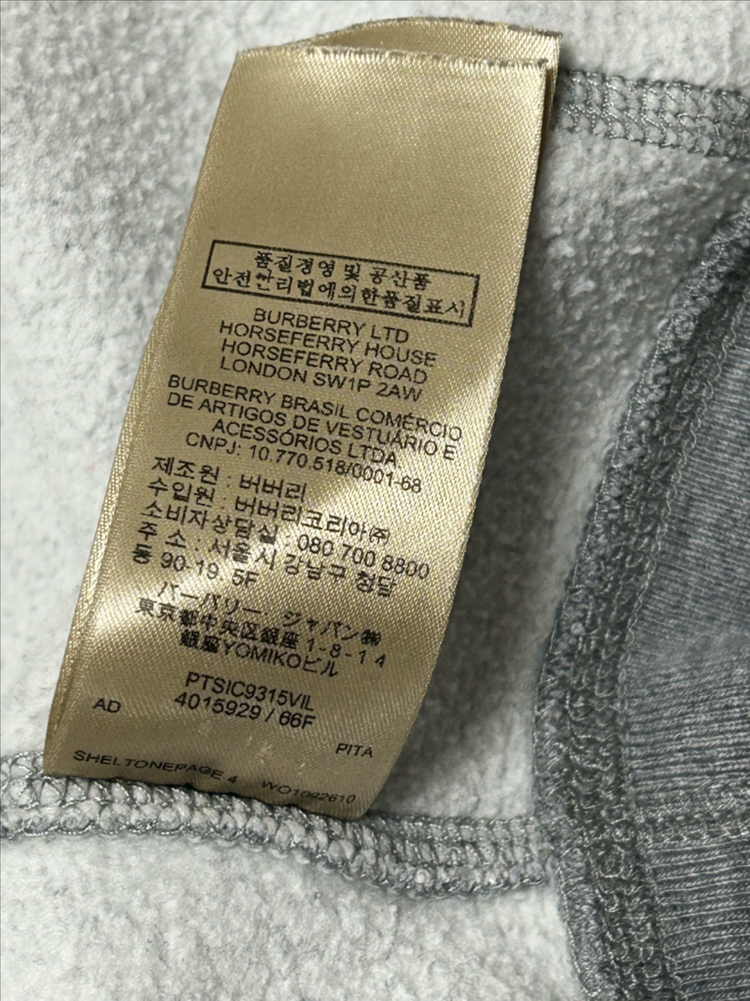 품질경영 및 공산품
안전관리법에의한품질표시
BURBERRY LTD
HORSEFERRY HOUSE
HORSEFERRY ROAD
LONDON SW1P 2AW
BURBERRY BRASIL COMÉRCIO
DE ARTIGOS DE VESTUÁRIO E
ACESSÓRIOS LTDA
CNPJ: 10.770.518/0001-68
제조원 : 버버리
수입원 : 버버리코리아㈜
소비자상담실 : 080 700 8800
주 소 : 서울시 강남구 청담
동 90-19. 5F
バーバリー・ジャパン㈱
東京都中央区銀座 1-8-14
銀座YOMIKOビル
PTSIC9315VIL
AD 4015929 / 66F
PITA
SHELTONEPAGE 4 WO1092610